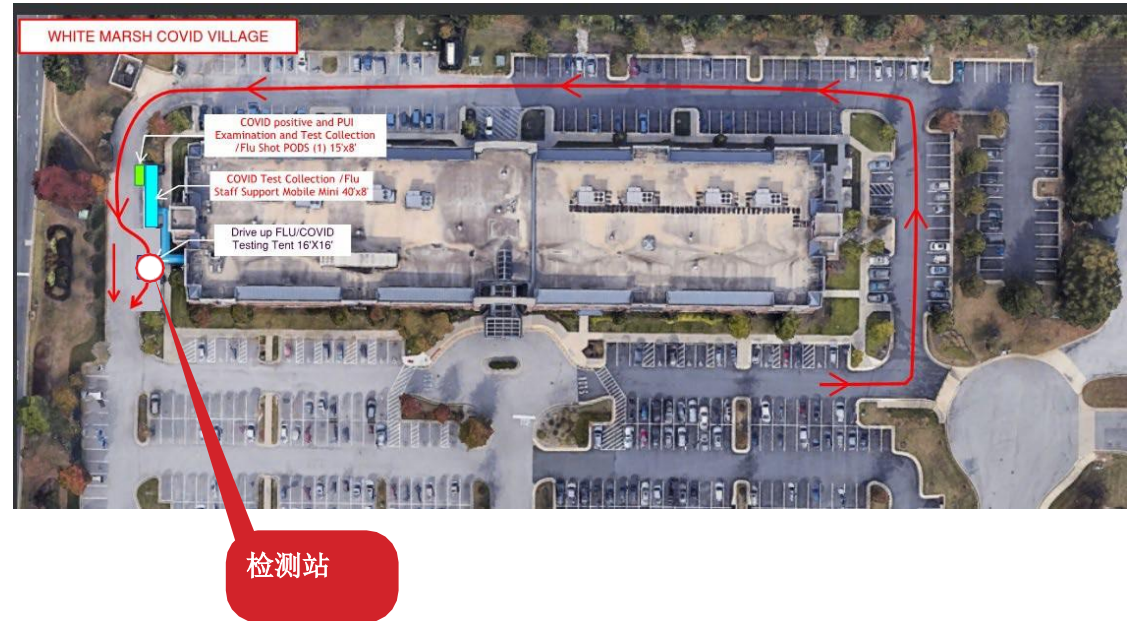 WHITE MARSH COVID VILLAGE
COVID positive and PUI
Examination and Test Collection
/Flu Shot PODS (1) 15'x8'
COVID Test Collection /Flu
Staff Support Mobile Mini 40'x8'
Drive up FLU/COVID
Testing Tent 16'X16'
检测站